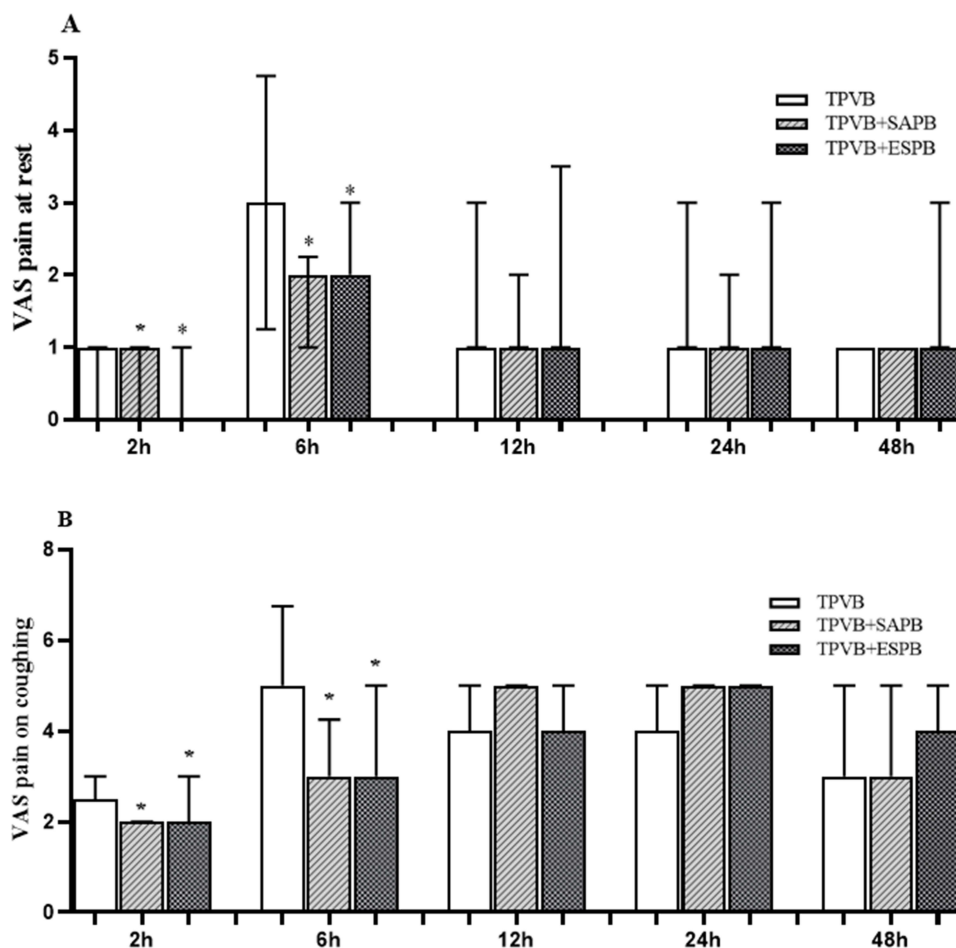 A
VAS pain at rest
5
4
3
2
1
0
TPVB
TPVB+SAPB
TPVB+ESPB
*
*
*
*
2h
6h
12h
24h
48h
B
VAS pain on coughing
8
6
4
2
0
TPVB
TPVB+SAPB
TPVB+ESPB
*
*
*
*
2h
6h
12h
24h
48h